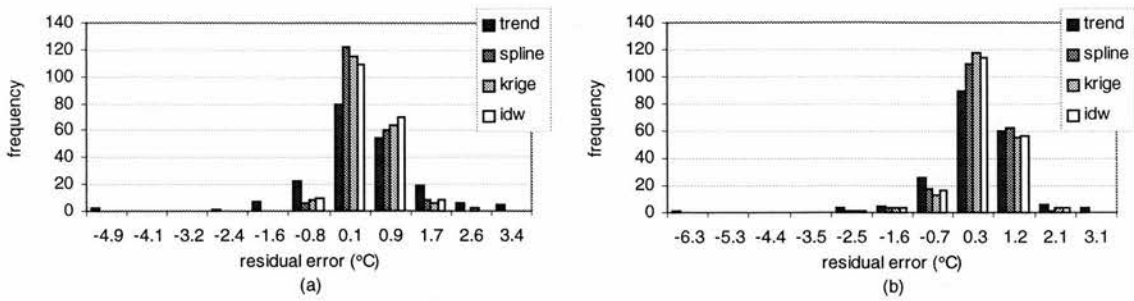 140
120
100
80
60
40
20
0
frequency
-4.9 -4.1 -3.2 -2.4 -1.6 -0.8 0.1 0.9 1.7 2.6 3.4
residual error (°C)
(a)
trend
spline
krige
idw
140
120
100
80
60
40
20
0
frequency
-6.3 -5.3 -4.4 -3.5 -2.5 -1.6 -0.7 0.3 1.2 2.1 3.1
residual error (°C)
(b)
trend
spline
krige
idw